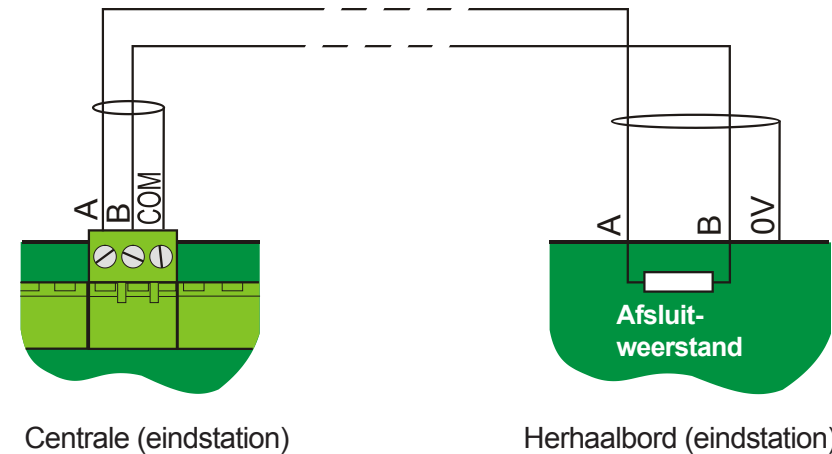 A
B
COM
A
B
0V
Afsluit-
weerstand
Centrale (eindstation)
Herhaalbord (eindstation)